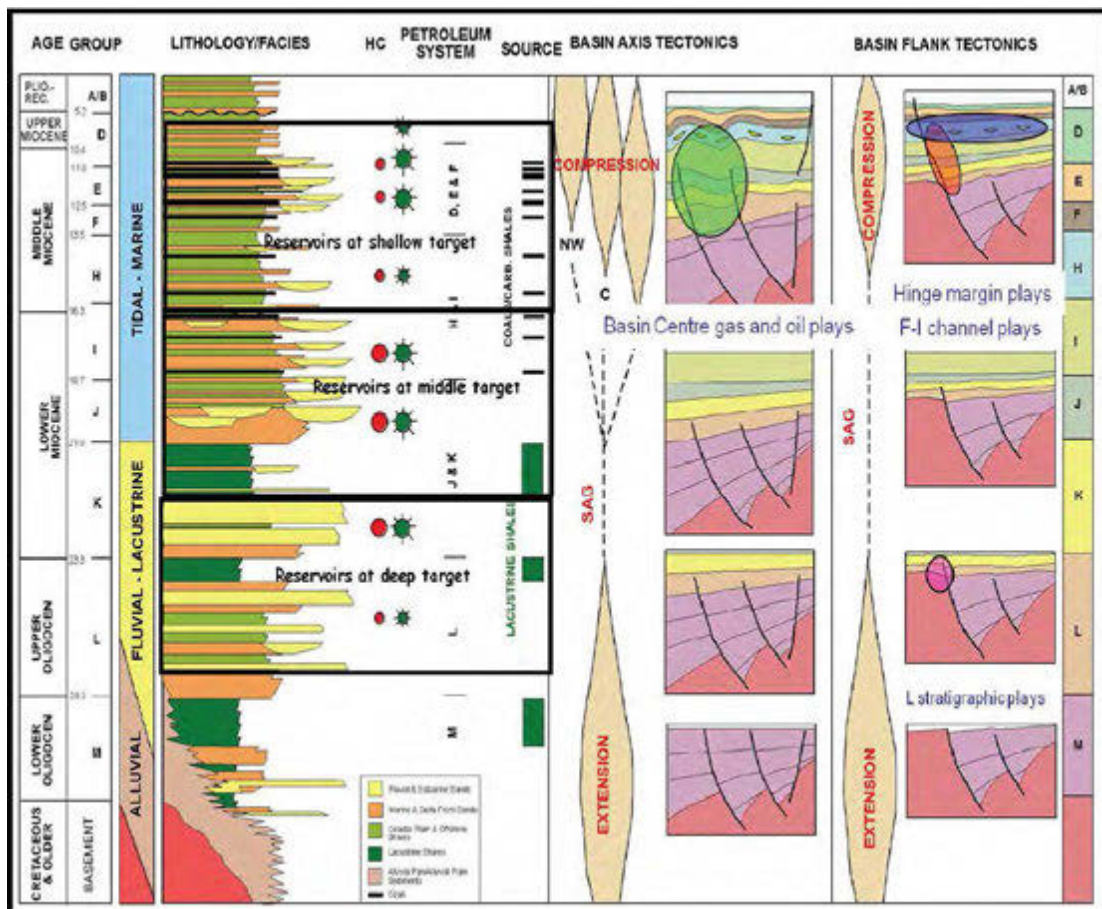 AGE GROUP
LITHOLOGY/FACIES
HC
PETROLEUM
SYSTEM
SOURCE
BASIN AXIS TECTONICS
BASIN FLANK TECTONICS
PLIO.-
REC.
A/B
UPPER
MIOCENE
D
MIDDLE
MIOCENE
E
F
H
LOWER
MIOCENE
I
J
K
UPPER
OLIGOCEN
L
LOWER
OLIGOCEN
M
CRETACEOUS
& OLDER
BASEMENT
TIDAL - MARINE
FLUVIAL - LACUSTRINE
ALLUVIAL
Reservoirs at shallow target
Reservoirs at middle target
Reservoirs at deep target
D, E & F
H, I
J & K
L
M
COAL/CARB. SHALES
LACUSTRINE SHALES
COMPRESSION
NW
C
SAG
EXTENSION
Basin Centre gas and oil plays
COMPRESSION
SAG
EXTENSION
Hinge margin plays
F-I channel plays
L stratigraphic plays
A/B
D
E
F
H
I
J
K
L
M
Lacustrine Shales